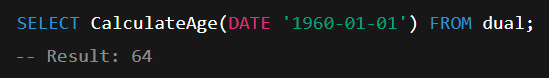 SELECT CalculateAge(DATE '1960-01-01') FROM dual;
-- Result: 64